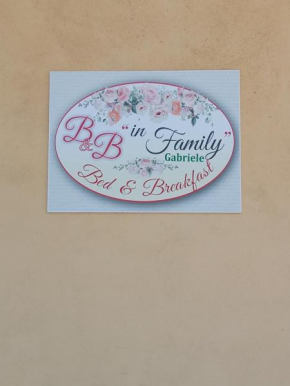 B&B "in Family"
Gabriele
Bed & Breakfast